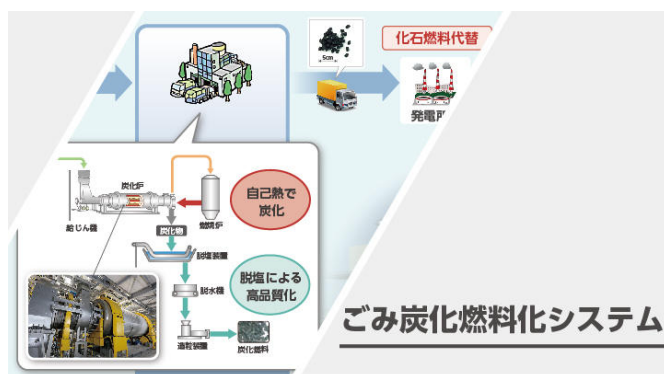 5cm
化石燃料代替
発電所
炭化炉
自己熱で
炭化
給じん機
燃焼炉
炭化物
脱塩装置
脱塩による
高品質化
脱水機
造粒装置
炭化燃料
ごみ炭化燃料化システム